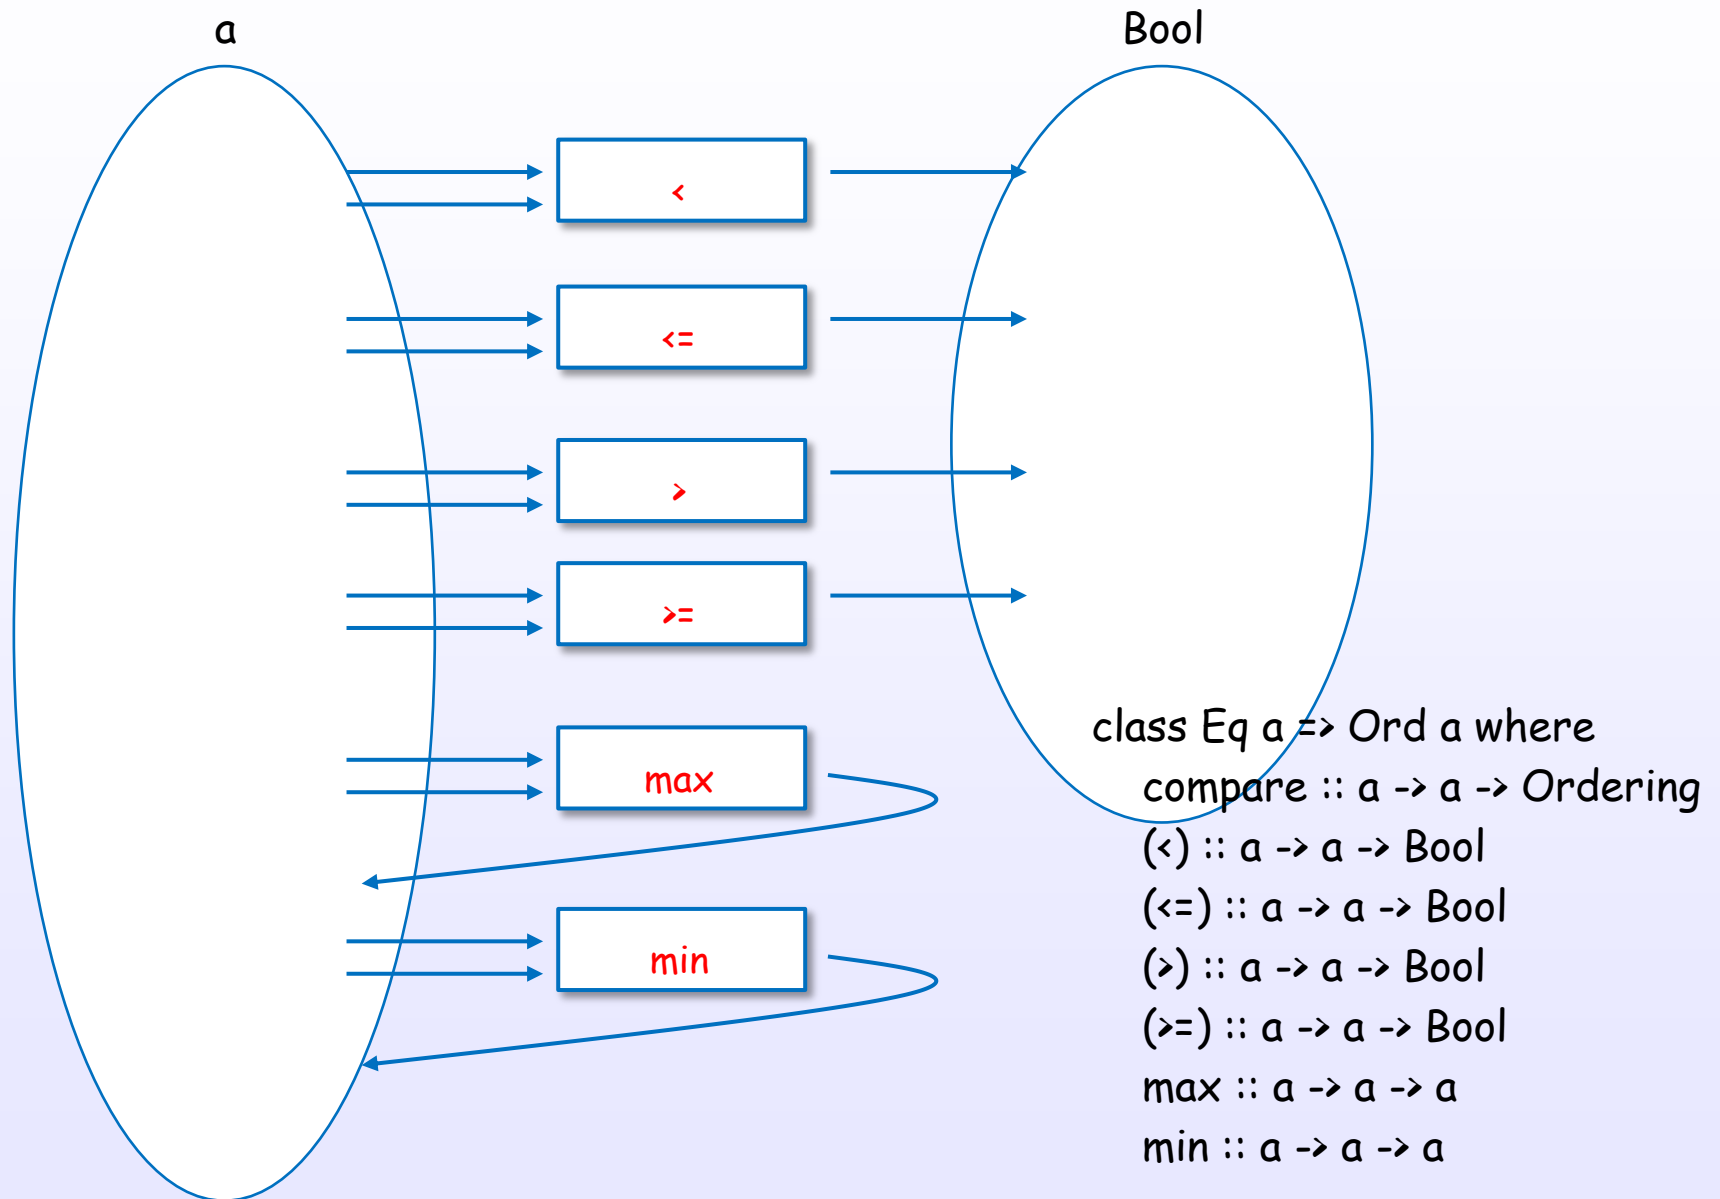 a
Bool
<
<=
>
>=
max
min
class Eq a => Ord a where
compare :: a -> a -> Ordering
(<) :: a -> a -> Bool
(<=) :: a -> a -> Bool
(>) :: a -> a -> Bool
(>=) :: a -> a -> Bool
max :: a -> a -> a
min :: a -> a -> a